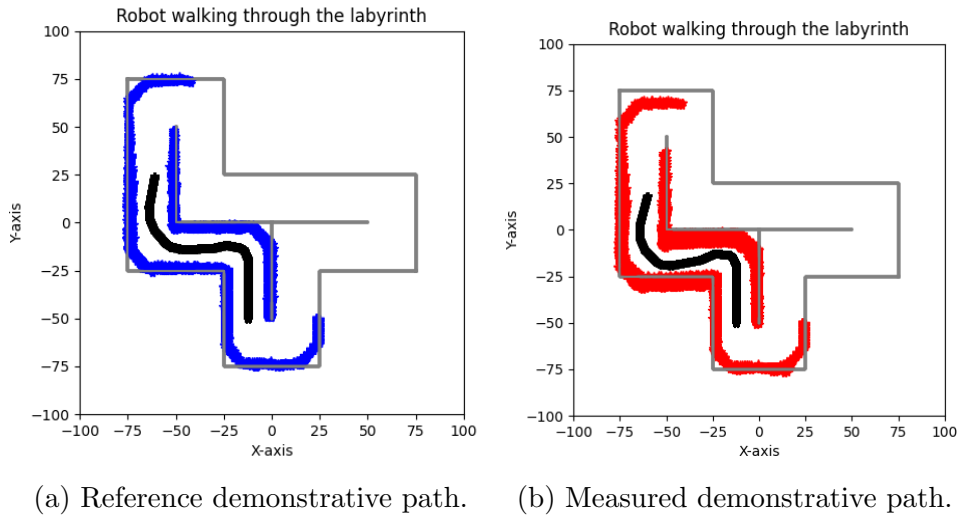 Robot walking through the labyrinth
100
75
50
25
0
−25
−50
−75
−100
Y-axis
−100 −75 −50 −25 0 25 50 75 100
X-axis
(a) Reference demonstrative path.
Robot walking through the labyrinth
100
75
50
25
0
−25
−50
−75
−100
Y-axis
−100 −75 −50 −25 0 25 50 75 100
X-axis
(b) Measured demonstrative path.